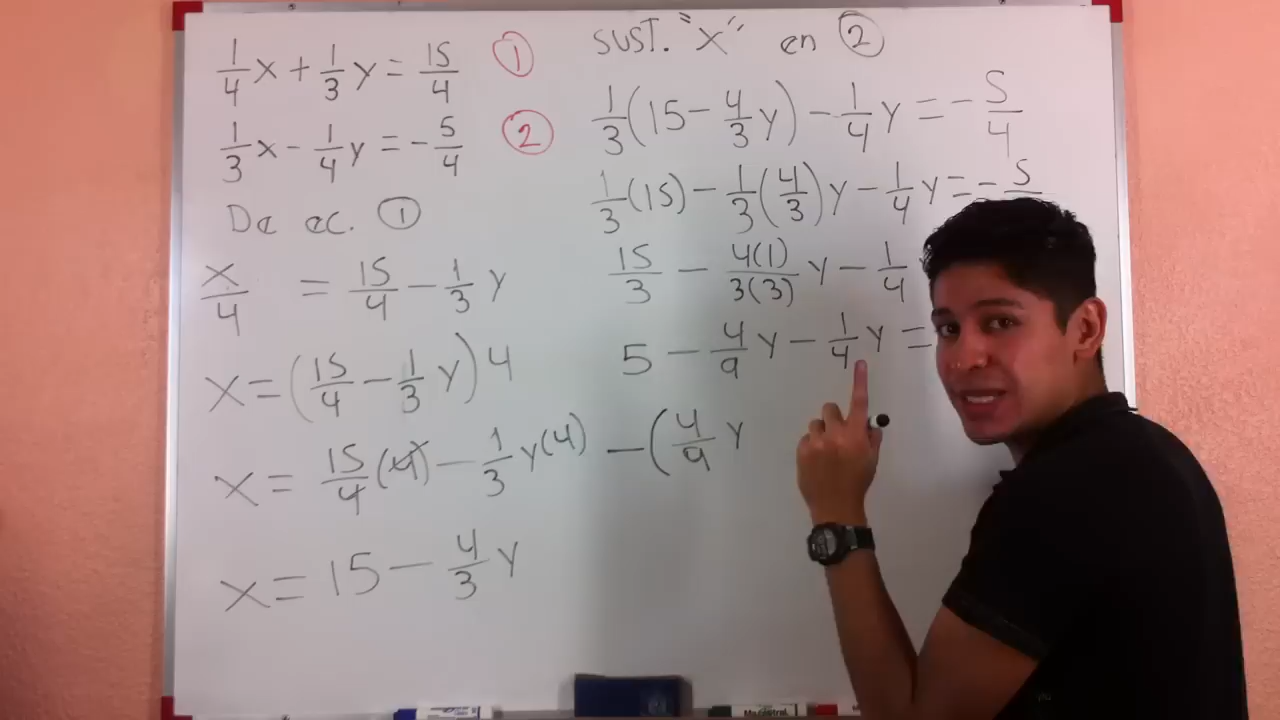 1/4 x + 1/3 y = 15/4 ①
1/3 x - 1/4 y = - 5/4 ②
De ec. ①
x/4 = 15/4 - 1/3 y
x = (15/4 - 1/3 y) 4
x = 15/4 (4) - 1/3 y (4)
x = 15 - 4/3 y
SUST. "X" en ②
1/3 (15 - 4/3 y) - 1/4 y = - 5/4
1/3 (15) - 1/3 (4/3) y - 1/4 y = - 5
15/3 - 4(1)/3(3) y - 1/4
5 - 4/9 y - 1/4 y =
- (4/9 y